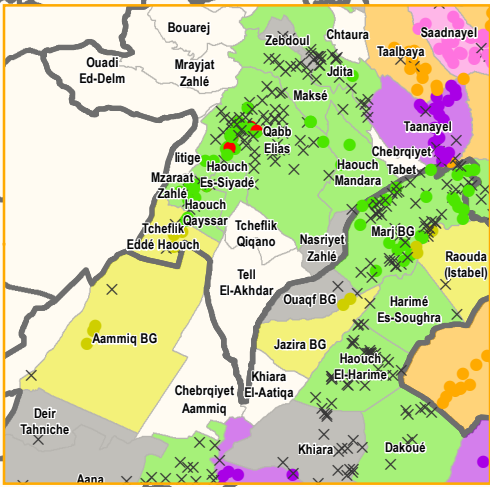 Bouarej
Saadnayel
Chtaura
Zebdoul
Taalbaya
Ouadi
Ed-Delm
Mrayjat
Zahlé
Jdita
Maksé
Taanayel
Qabb
Elias
Chebrqiyet
Tabet
litige
Haouch
Es-Siyadé
Haouch
Mandara
Mzaraat
Zahlé
Haouch
Qayssar
Tcheflik
Eddé Haouch
Tcheflik
Qiqano
Marj BG
Nasriyet
Zahlé
Raouda
(Istabel)
Tell
El-Akhdar
Ouaqf BG
Harimé
Es-Soughra
Aammiq BG
Jazira BG
Haouch
El-Harime
Khiara
El-Aatiqa
Chebrqiyet
Aammiq
Deir
Tahniche
Khiara
Dakoué
Aana